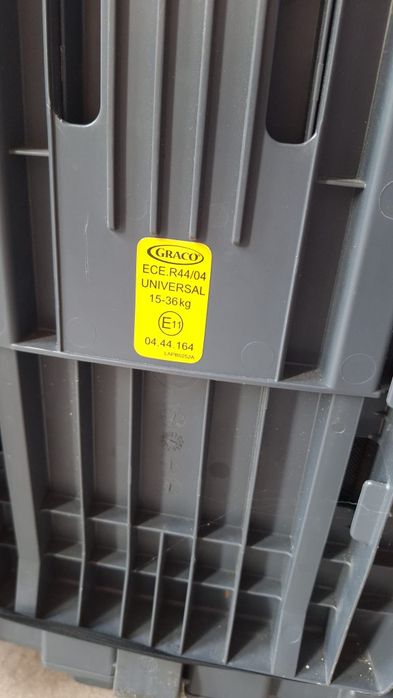 GRACO
ECE.R44/04
UNIVERSAL
15-36kg
E11
04.44.164